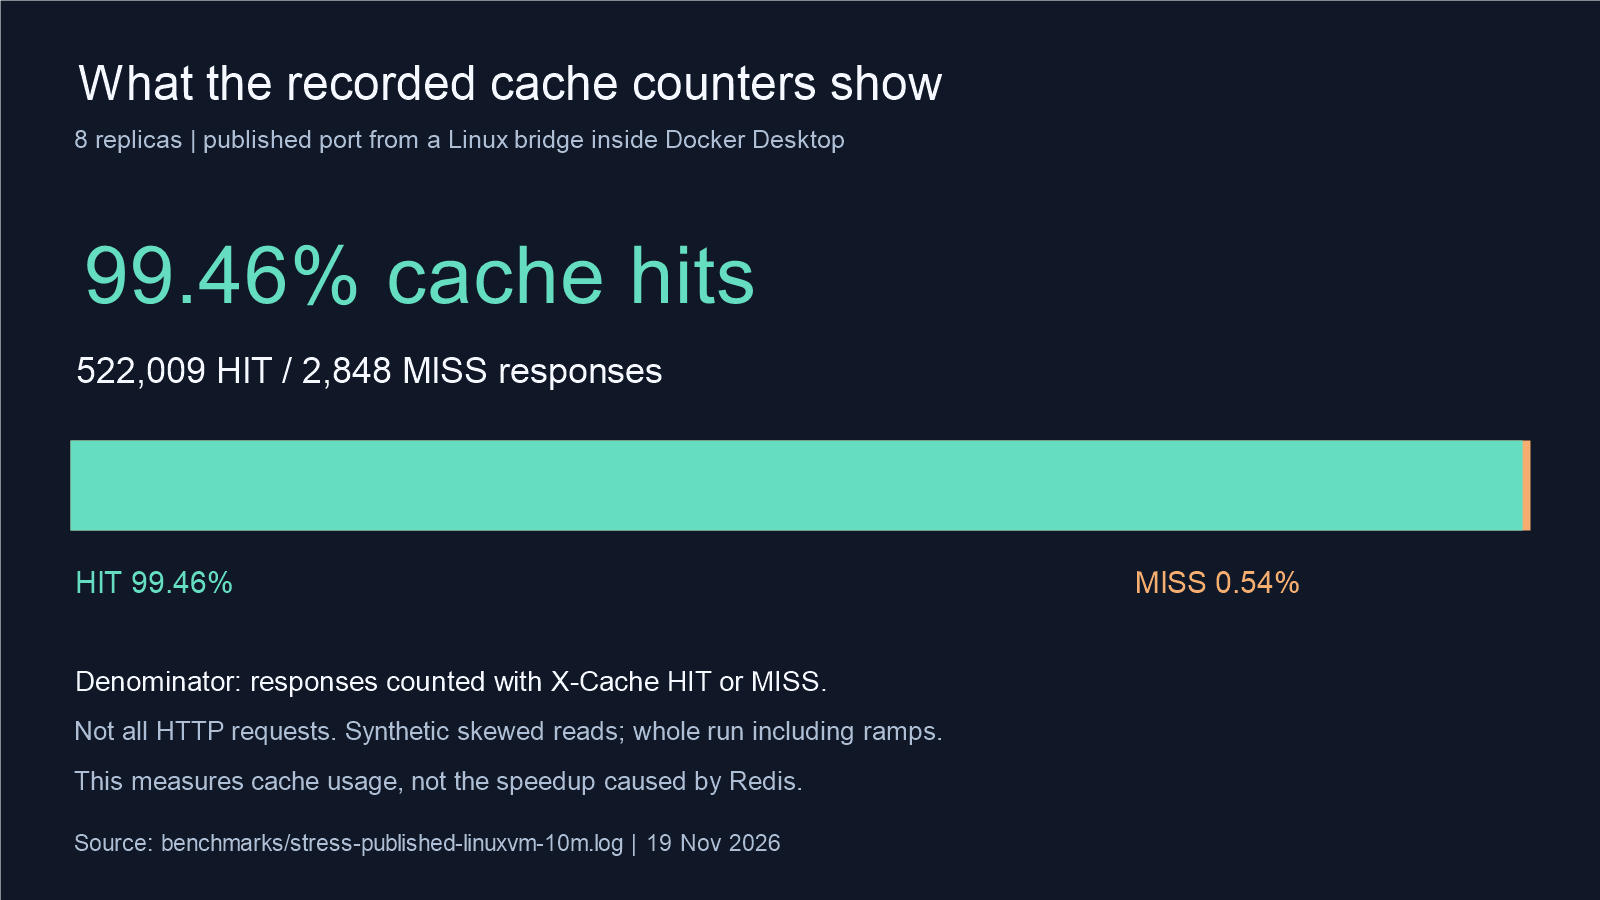 What the recorded cache counters show
8 replicas | published port from a Linux bridge inside Docker Desktop
99.46% cache hits
522,009 HIT / 2,848 MISS responses
HIT 99.46%
MISS 0.54%
Denominator: responses counted with X-Cache HIT or MISS.
Not all HTTP requests. Synthetic skewed reads; whole run including ramps.
This measures cache usage, not the speedup caused by Redis.
Source: benchmarks/stress-published-linuxvm-10m.log | 19 Nov 2026